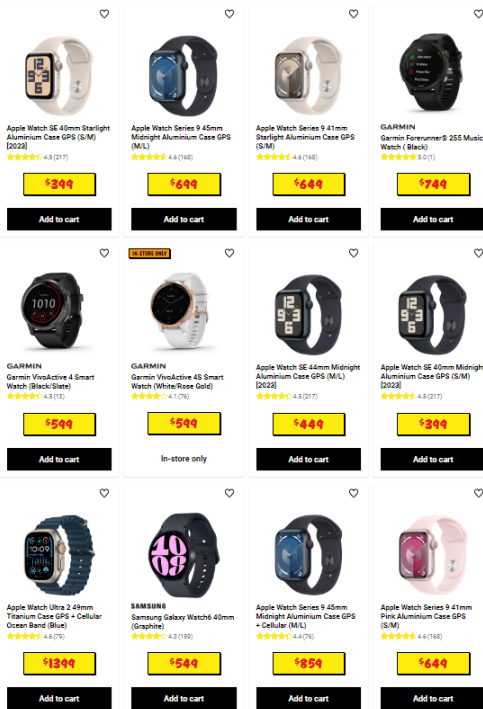 Apple Watch SE 40mm Starlight
Aluminium Case GPS (S/M)
[2023]
4.5 (217)
$399
Add to cart
Apple Watch Series 9 45mm
Midnight Aluminium Case GPS
(M/L)
4.6 (168)
$699
Add to cart
Apple Watch Series 9 41mm
Starlight Aluminium Case GPS
(S/M)
4.6 (168)
$649
Add to cart
GARMIN
Garmin Forerunner® 255 Music
Watch ( Black)
5.0 (1)
$749
Add to cart
GARMIN
Garmin VivoActive 4 Smart
Watch (Black/Slate)
4.5 (13)
$599
Add to cart
IN-STORE ONLY
GARMIN
Garmin VivoActive 4S Smart
Watch (White/Rose Gold)
4.1 (76)
$599
In-store only
Apple Watch SE 44mm Midnight
Aluminium Case GPS (M/L)
[2023]
4.5 (217)
$449
Add to cart
Apple Watch SE 40mm Midnight
Aluminium Case GPS (S/M)
[2023]
4.5 (217)
$399
Add to cart
Apple Watch Ultra 2 49mm
Titanium Case GPS + Cellular
Ocean Band (Blue)
4.6 (79)
$1399
Add to cart
SAMSUNG
Samsung Galaxy Watch6 40mm
(Graphite)
4.3 (159)
$549
Add to cart
Apple Watch Series 9 45mm
Midnight Aluminium Case GPS
+ Cellular (M/L)
4.4 (76)
$859
Add to cart
Apple Watch Series 9 41mm
Pink Aluminium Case GPS
(S/M)
4.6 (168)
$649
Add to cart